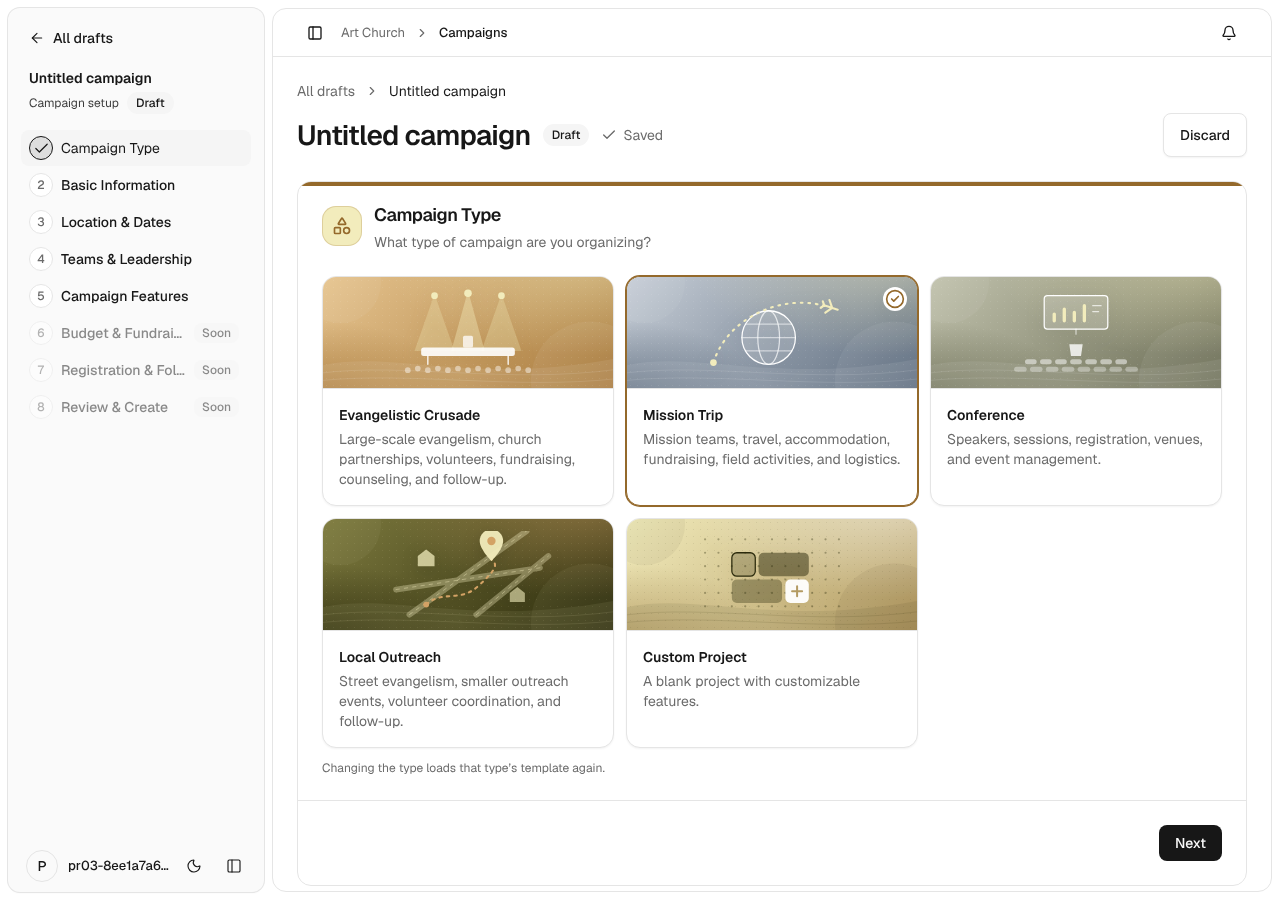 All drafts
Untitled campaign
Campaign setup Draft
Campaign Type
2 Basic Information
3 Location & Dates
4 Teams & Leadership
5 Campaign Features
6 Budget & Fundrai... Soon
7 Registration & Fol... Soon
8 Review & Create Soon
P pr03-8ee1a7a6...
Art Church Campaigns
All drafts Untitled campaign
Untitled campaign Draft Saved Discard
Campaign Type
What type of campaign are you organizing?
Evangelistic Crusade
Large-scale evangelism, church
partnerships, volunteers, fundraising,
counseling, and follow-up.
Mission Trip
Mission teams, travel, accommodation,
fundraising, field activities, and logistics.
Conference
Speakers, sessions, registration, venues,
and event management.
Local Outreach
Street evangelism, smaller outreach
events, volunteer coordination, and
follow-up.
Custom Project
A blank project with customizable
features.
Changing the type loads that type's template again.
Next